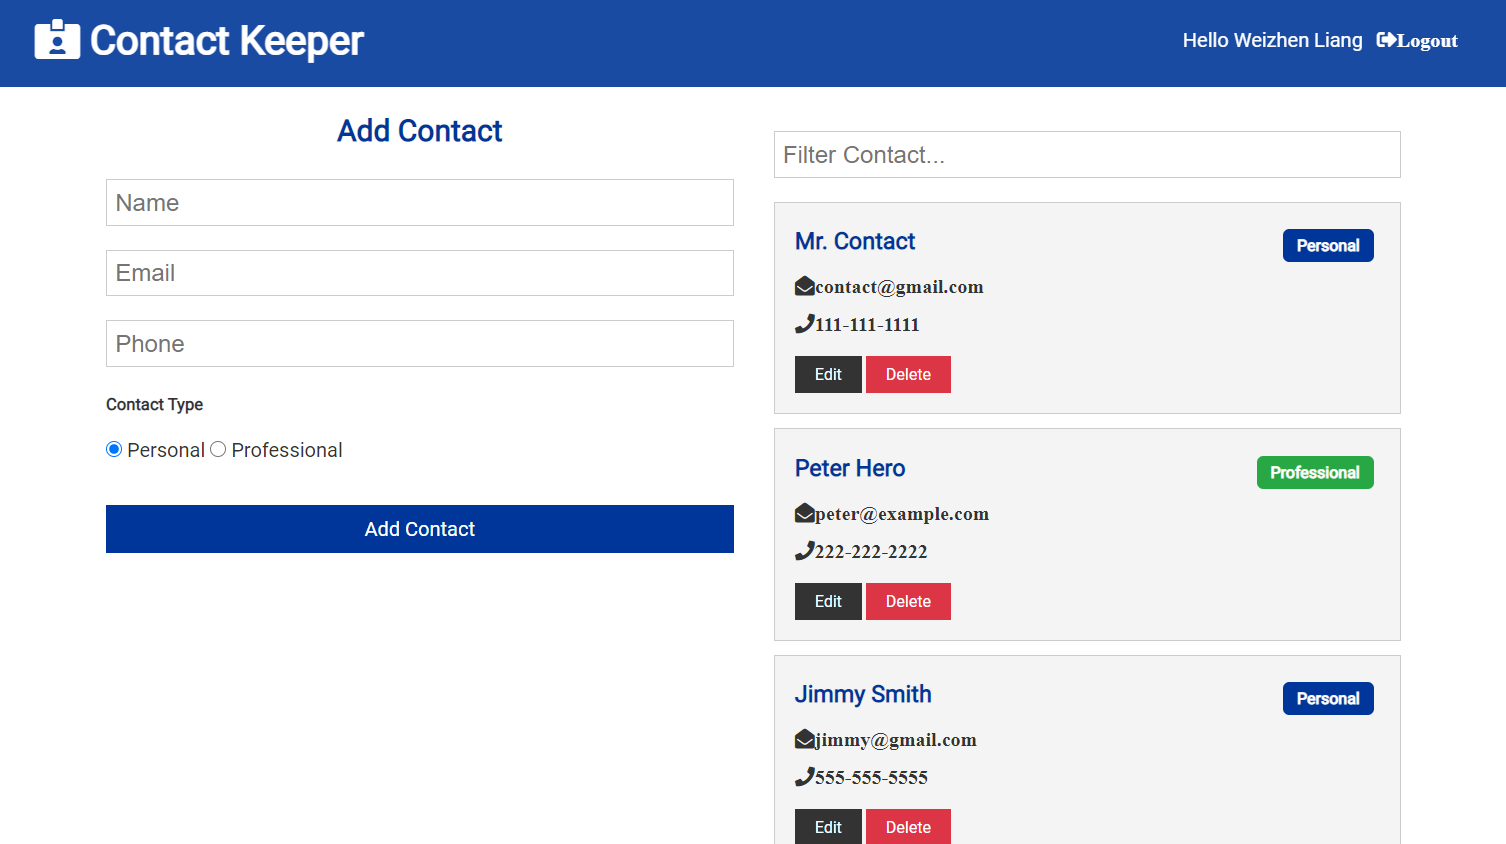 Contact Keeper
Hello Weizhen Liang Logout
Add Contact
Name
Email
Phone
Contact Type
Personal Professional
Add Contact
Filter Contact...
Mr. Contact Personal
contact@gmail.com
111-111-1111
Edit Delete
Peter Hero Professional
peter@example.com
222-222-2222
Edit Delete
Jimmy Smith Personal
jimmy@gmail.com
555-555-5555
Edit Delete